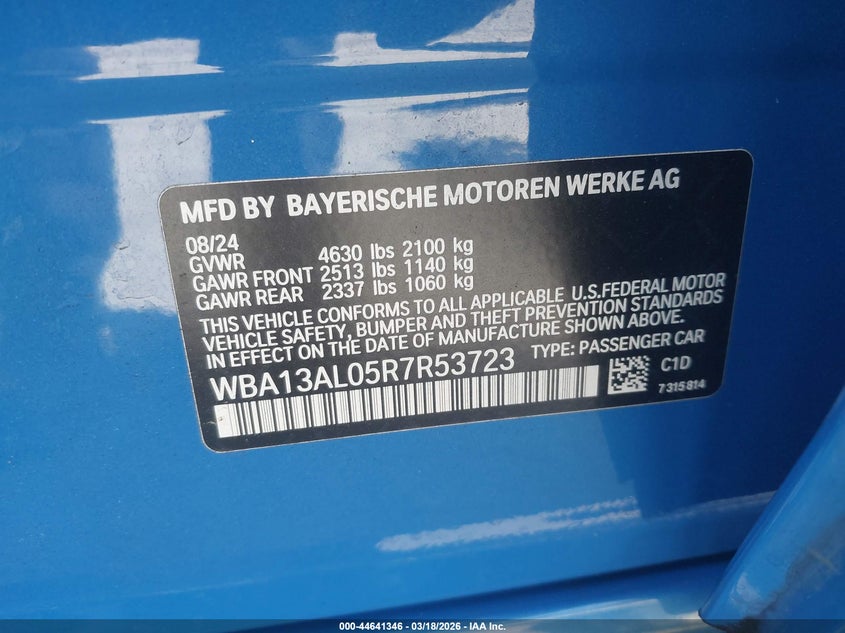 MFD BY BAYERISCHE MOTOREN WERKE AG
08/24
GVWR 4630 lbs 2100 kg
GAWR FRONT 2513 lbs 1140 kg
GAWR REAR 2337 lbs 1060 kg
THIS VEHICLE CONFORMS TO ALL APPLICABLE U.S.FEDERAL MOTOR
VEHICLE SAFETY, BUMPER AND THEFT PREVENTION STANDARDS
IN EFFECT ON THE DATE OF MANUFACTURE SHOWN ABOVE.
WBA13AL05R7R53723 TYPE: PASSENGER CAR
C1D
7315814
000-44641346 - 03/18/2026 - IAA Inc.